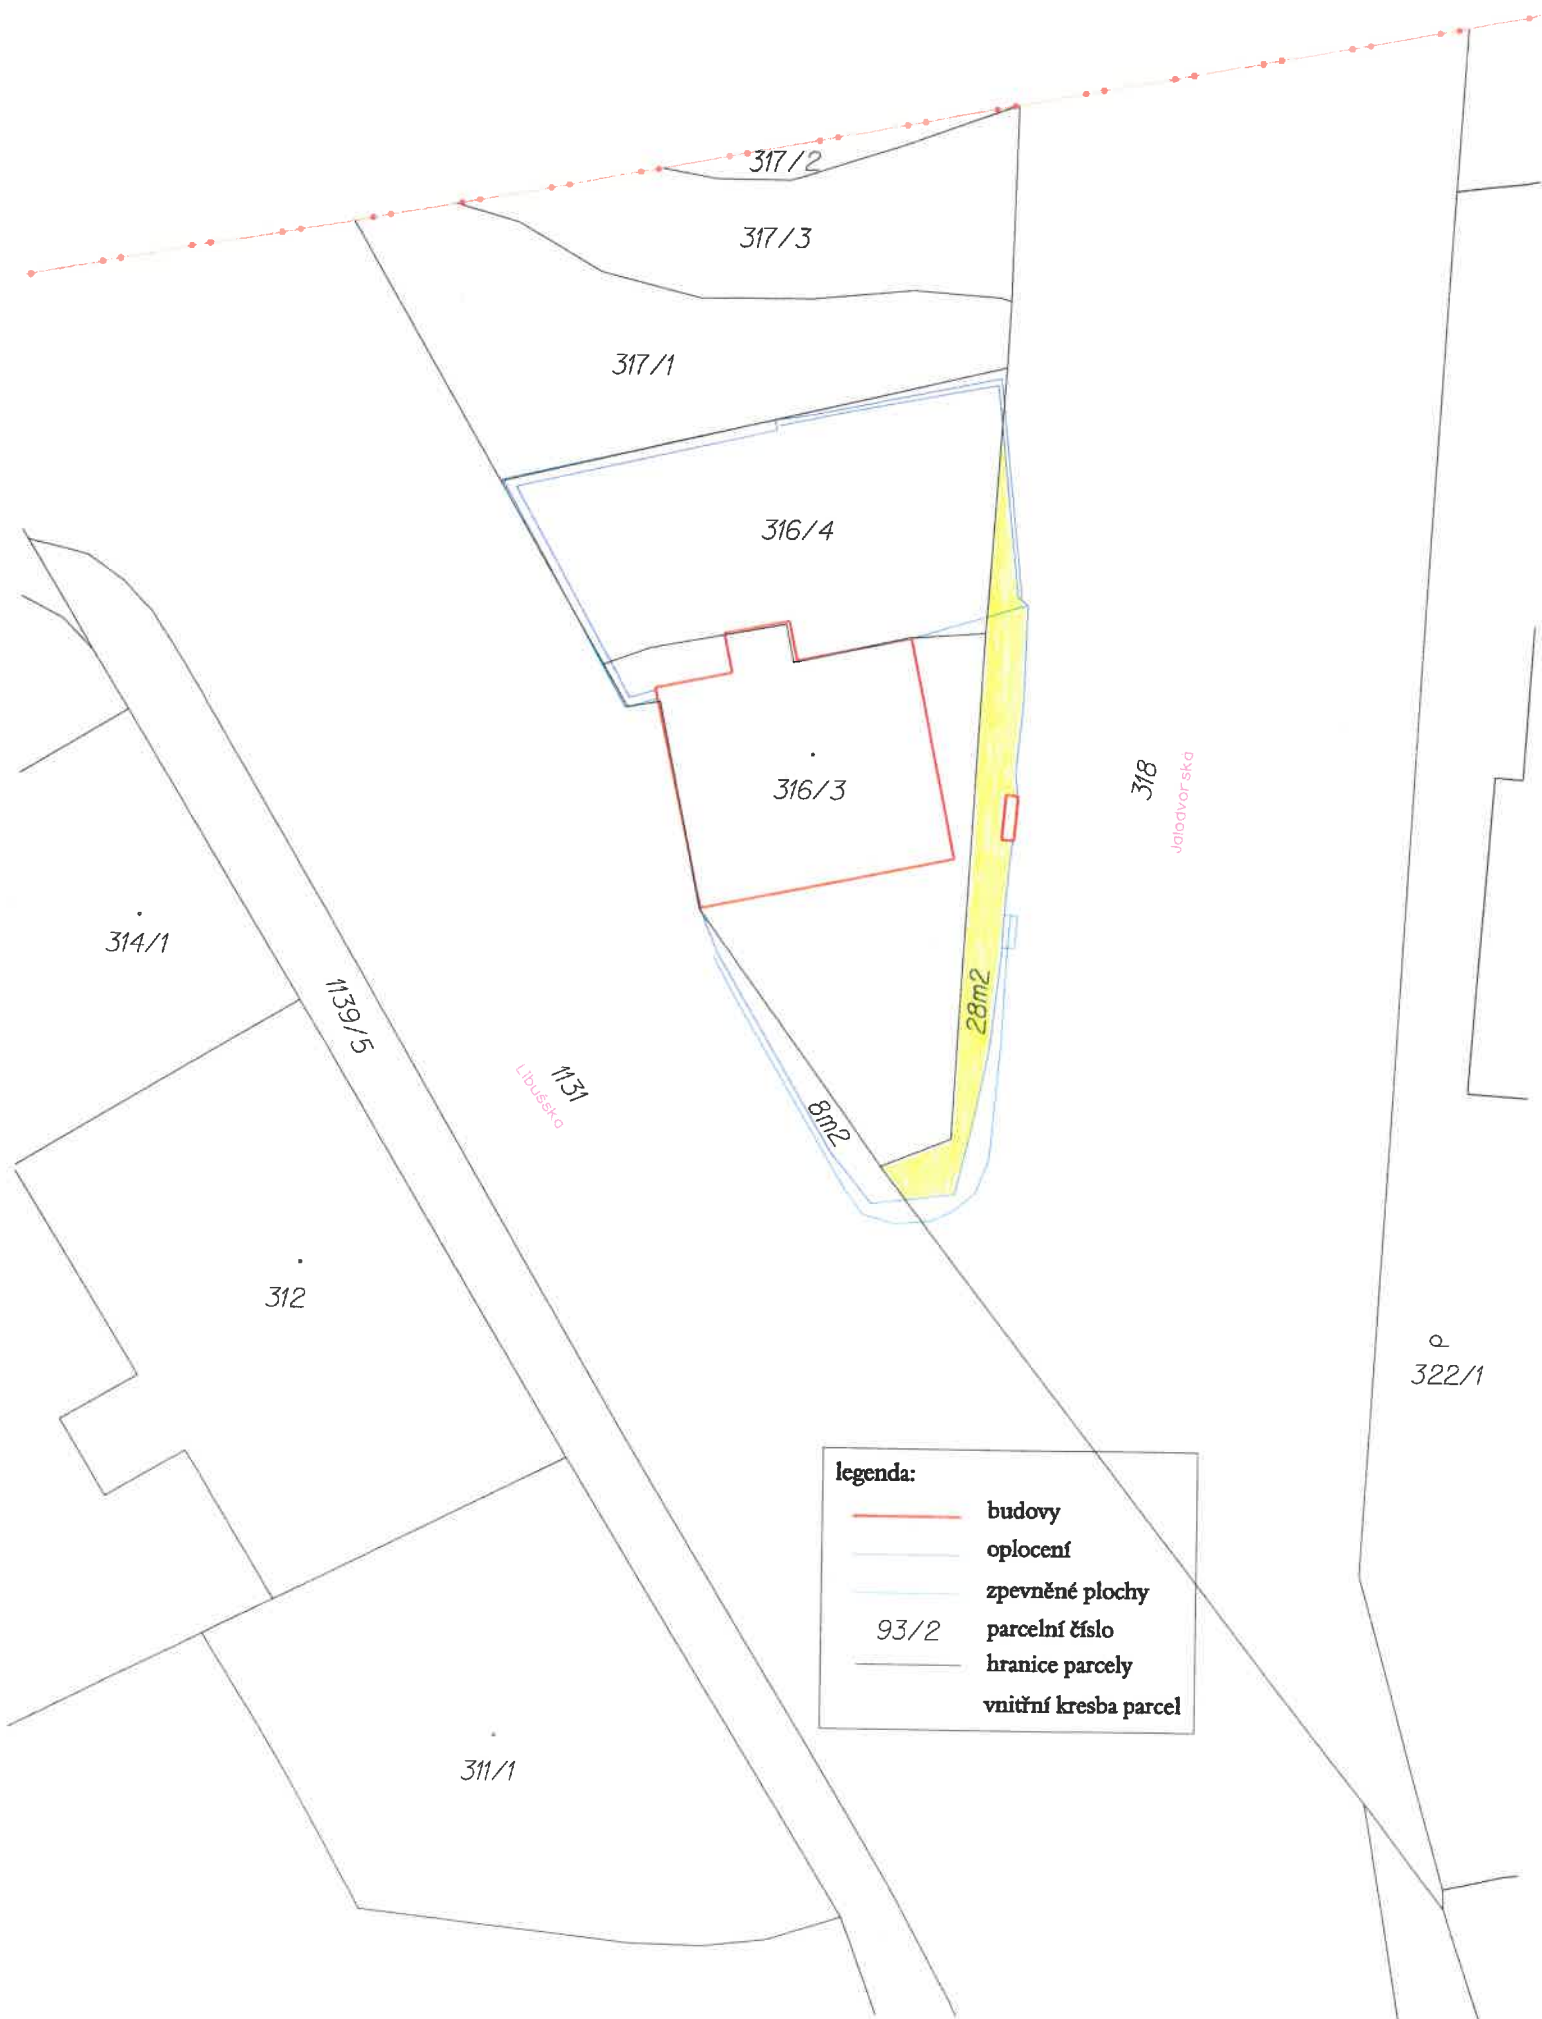 317/2
317/3
317/1
316/4
316/3
318
Jalodvorska
314/1
1139/5
28m2
1131
Libušska
8m2
312
322/1
legenda:
budovy
oplocení
zpevněné plochy
93/2 parcelní číslo
hranice parcely
vnitřní kresba parcel
311/1